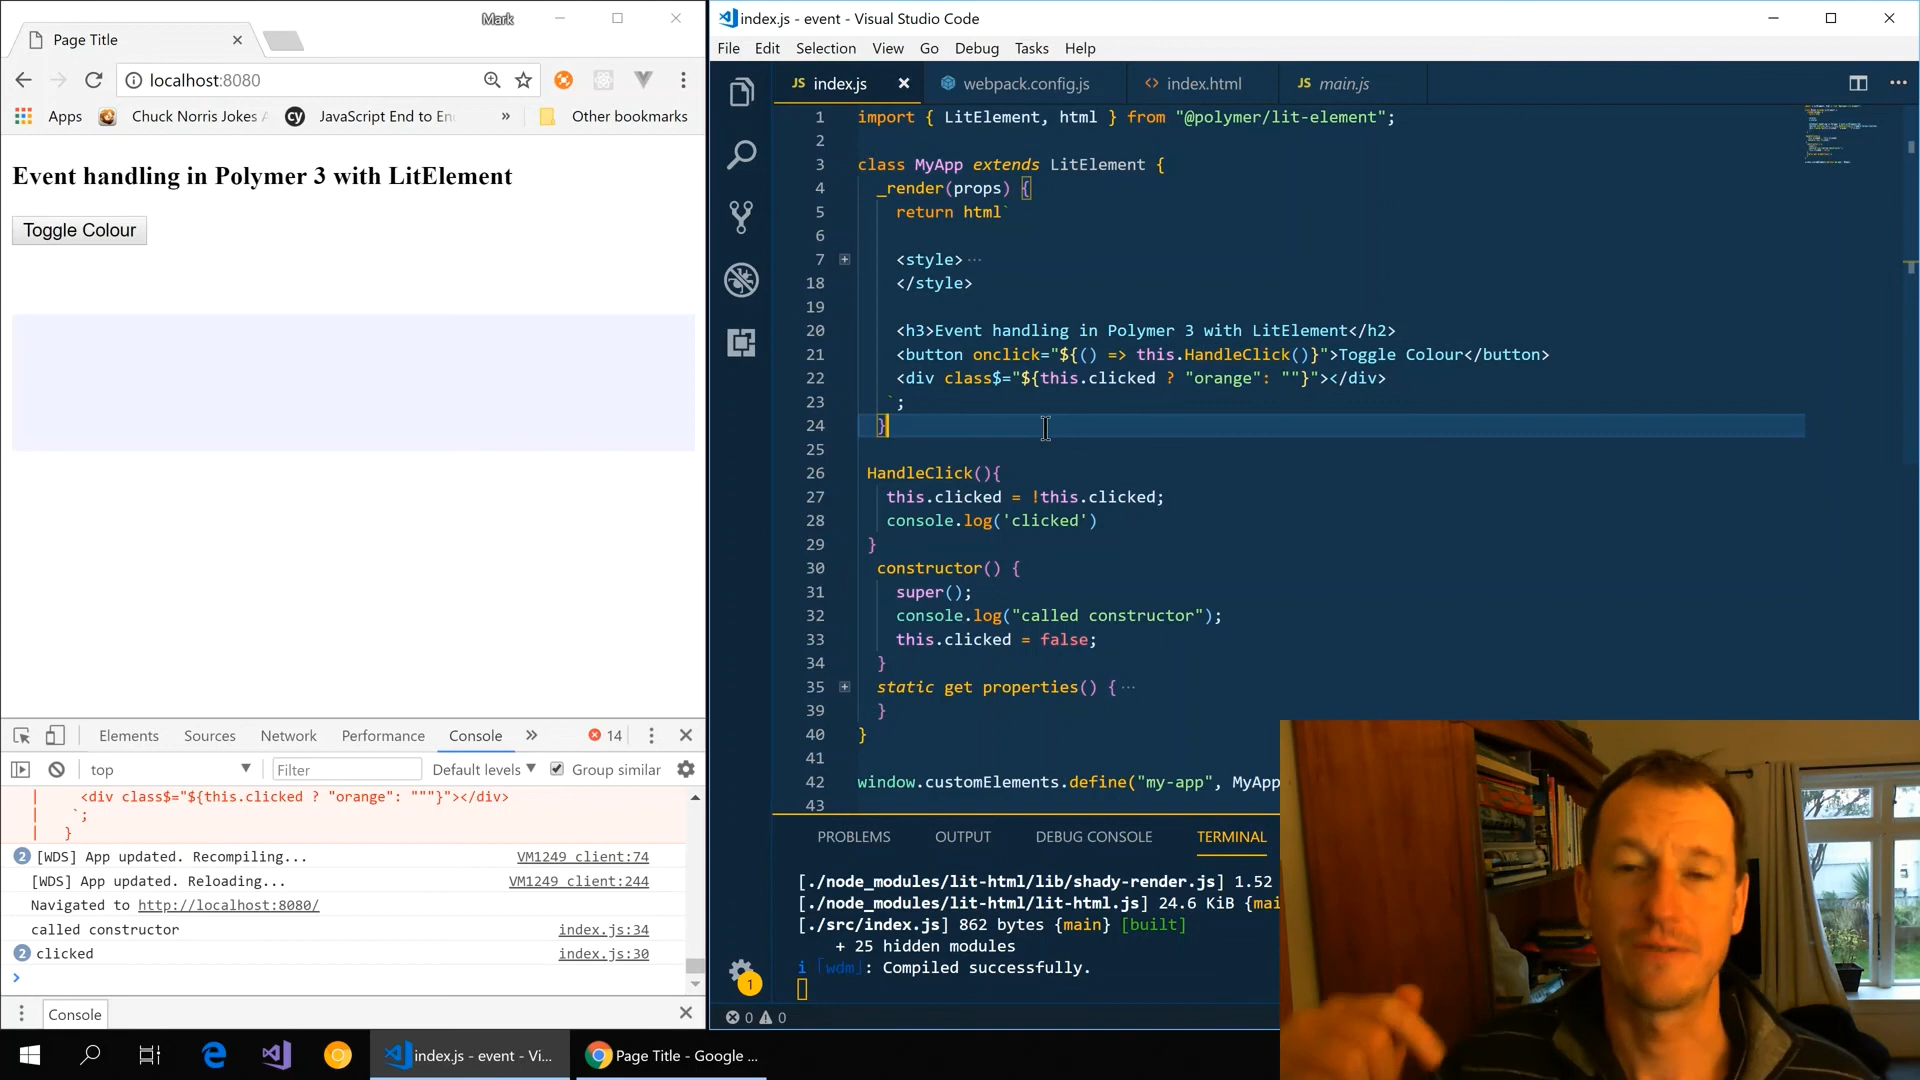 Mark
Page Title
localhost:8080
Apps
Chuck Norris Jokes
JavaScript End to En
»
Other bookmarks
Event handling in Polymer 3 with LitElement
Toggle Colour
Elements
Sources
Network
Performance
Console
»
14
top
Filter
Default levels
Group similar
<div class$="${this.clicked ? "orange": """}"></div>
`;
}
2 [WDS] App updated. Recompiling... VM1249 client:74
[WDS] App updated. Reloading... VM1249 client:244
Navigated to http://localhost:8080/
called constructor index.js:34
2 clicked index.js:30
>
Console
index.js - event - Visual Studio Code
File Edit Selection View Go Debug Tasks Help
JS index.js
webpack.config.js
<> index.html
JS main.js
1 import { LitElement, html } from "@polymer/lit-element";
2
3 class MyApp extends LitElement {
4 _render(props) {
5 return html`
6
7 <style>...
18 </style>
19
20 <h3>Event handling in Polymer 3 with LitElement</h2>
21 <button onclick="${() => this.HandleClick()}">Toggle Colour</button>
22 <div class$="${this.clicked ? "orange": ""}"></div>
23 `;
24 }
25
26 HandleClick(){
27 this.clicked = !this.clicked;
28 console.log('clicked')
29 }
30 constructor() {
31 super();
32 console.log("called constructor");
33 this.clicked = false;
34 }
35 static get properties() {...
39 }
40 }
41
42 window.customElements.define("my-app", MyApp
43
PROBLEMS
OUTPUT
DEBUG CONSOLE
TERMINAL
[./node_modules/lit-html/lib/shady-render.js] 1.52
[./node_modules/lit-html/lit-html.js] 24.6 KiB {mai
[./src/index.js] 862 bytes {main} [built]
+ 25 hidden modules
i ｢wdm｣: Compiled successfully.
1
0 0
index.js - event - Vi...
Page Title - Google ...